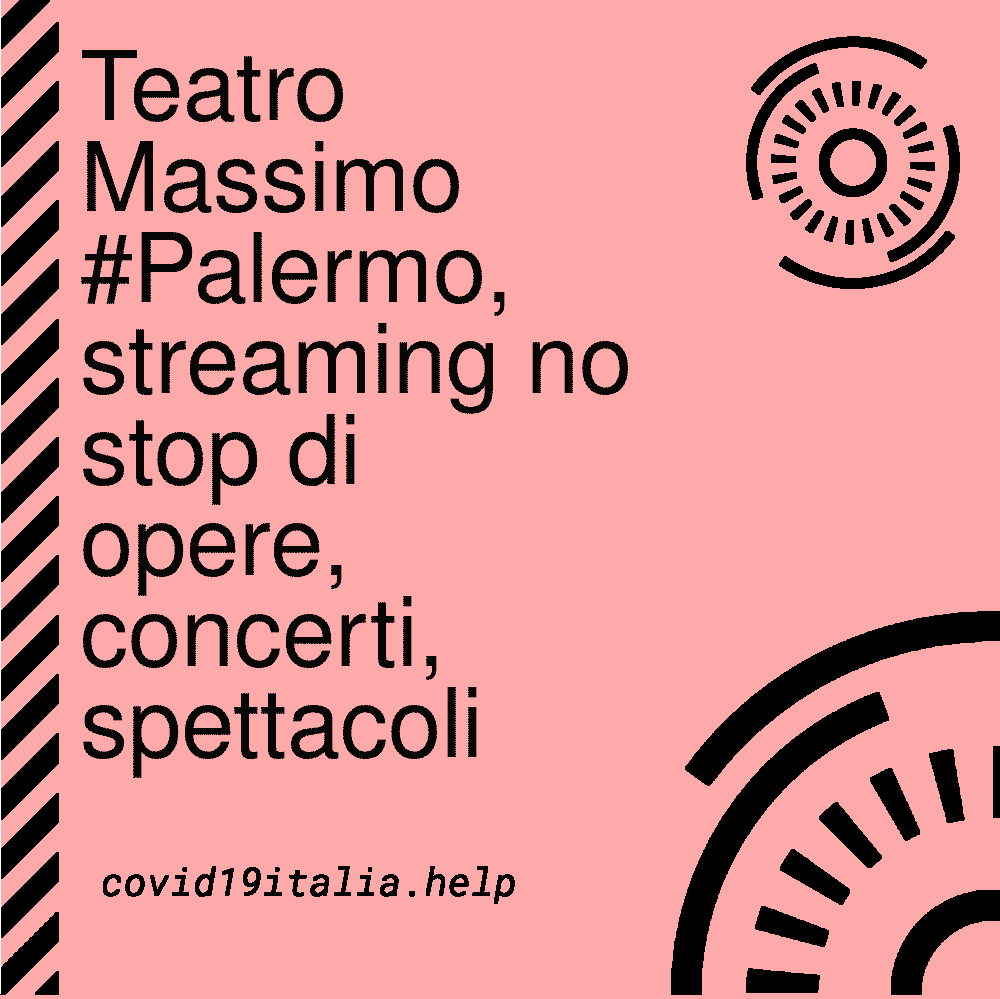 Teatro
Massimo
#Palermo,
streaming no
stop di
opere,
concerti,
spettacoli
covid19italia.help